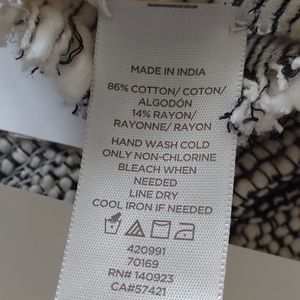 MADE IN INDIA
86% COTTON/ COTON/
ALGODÓN
14% RAYON/
RAYONNE/ RAYON
HAND WASH COLD
ONLY NON-CHLORINE
BLEACH WHEN
NEEDED
LINE DRY
COOL IRON IF NEEDED
420991
70169
RN# 140923
CA#57421